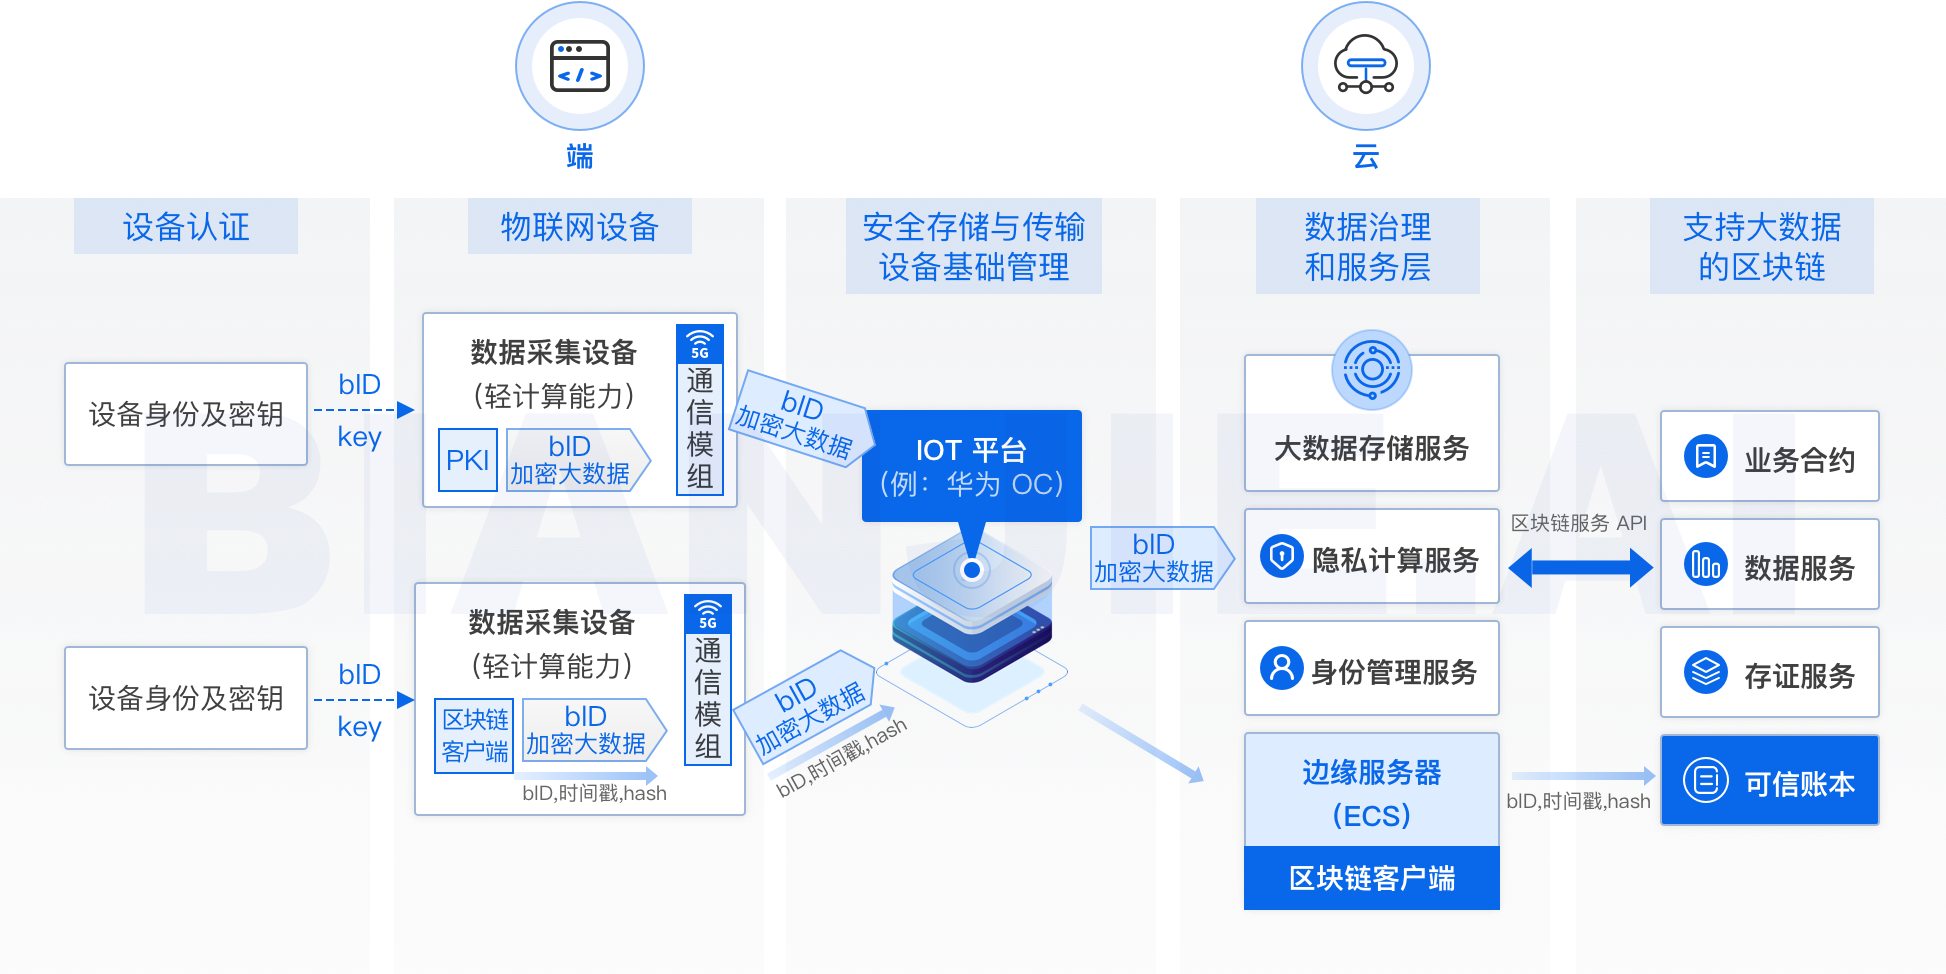 端
云
设备认证
物联网设备
安全存储与传输
设备基础管理
数据治理
和服务层
支持大数据
的区块链
设备身份及密钥
bID
key
数据采集设备
(轻计算能力)
PKI
bID
加密大数据
5G
通
信
模
组
bID
加密大数据
IOT 平台
(例：华为 OC)
设备身份及密钥
bID
key
数据采集设备
(轻计算能力)
区块链
客户端
bID
加密大数据
bID,时间戳,hash
5G
通
信
模
组
bID
加密大数据
bID,时间戳,hash
bID
加密大数据
大数据存储服务
隐私计算服务
身份管理服务
边缘服务器
(ECS)
区块链客户端
区块链服务 API
bID,时间戳,hash
业务合约
数据服务
存证服务
可信账本
BIANJIE.AI